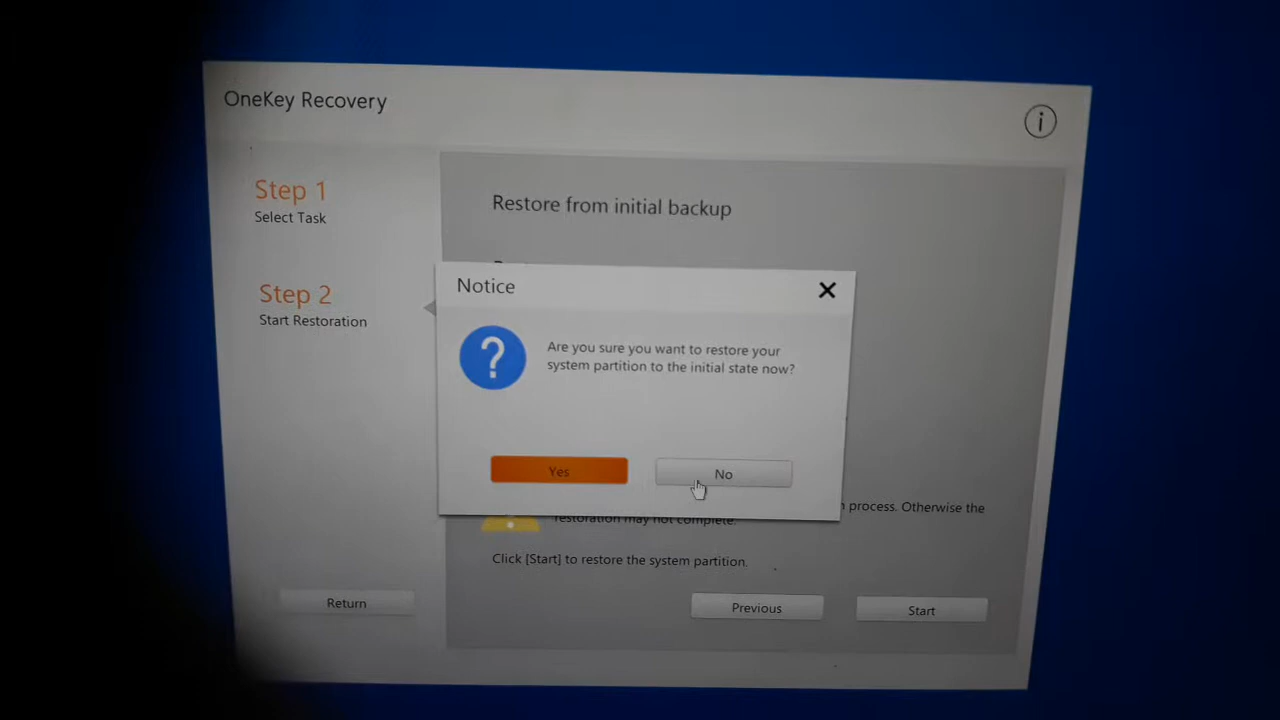 OneKey Recovery
i
Step 1
Select Task
Restore from initial backup
Notice
Step 2
Start Restoration
?
Are you sure you want to restore your
system partition to the initial state now?
Yes
No
process. Otherwise the
restoration may not complete.
Click [Start] to restore the system partition.
Return
Previous
Start